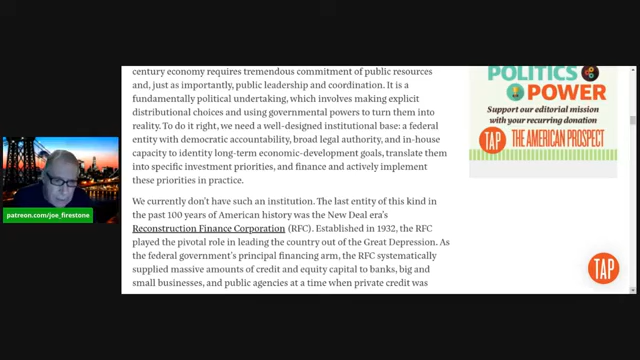 century economy requires tremendous commitment of public resources
and, just as importantly, public leadership and coordination. It is a
fundamentally political undertaking, which involves making explicit
distributional choices and using governmental powers to turn them into
reality. To do it right, we need a well-designed institutional base: a federal
entity with democratic accountability, broad legal authority, and in-house
capacity to identity long-term economic-development goals, translate them
into specific investment priorities, and finance and actively implement
these priorities in practice.
We currently don't have such an institution. The last entity of this kind in
the past 100 years of American history was the New Deal era's
Reconstruction Finance Corporation (RFC). Established in 1932, the RFC
played the pivotal role in leading the country out of the Great Depression. As
the federal government's principal financing arm, the RFC systematically
supplied massive amounts of credit and equity capital to banks, big and
small businesses, and public agencies at a time when private credit was
POLITICS
POWER
Support our editorial mission
with your recurring donation
TAP THE AMERICAN PROSPECT
TAP
patreon.com/joe_firestone